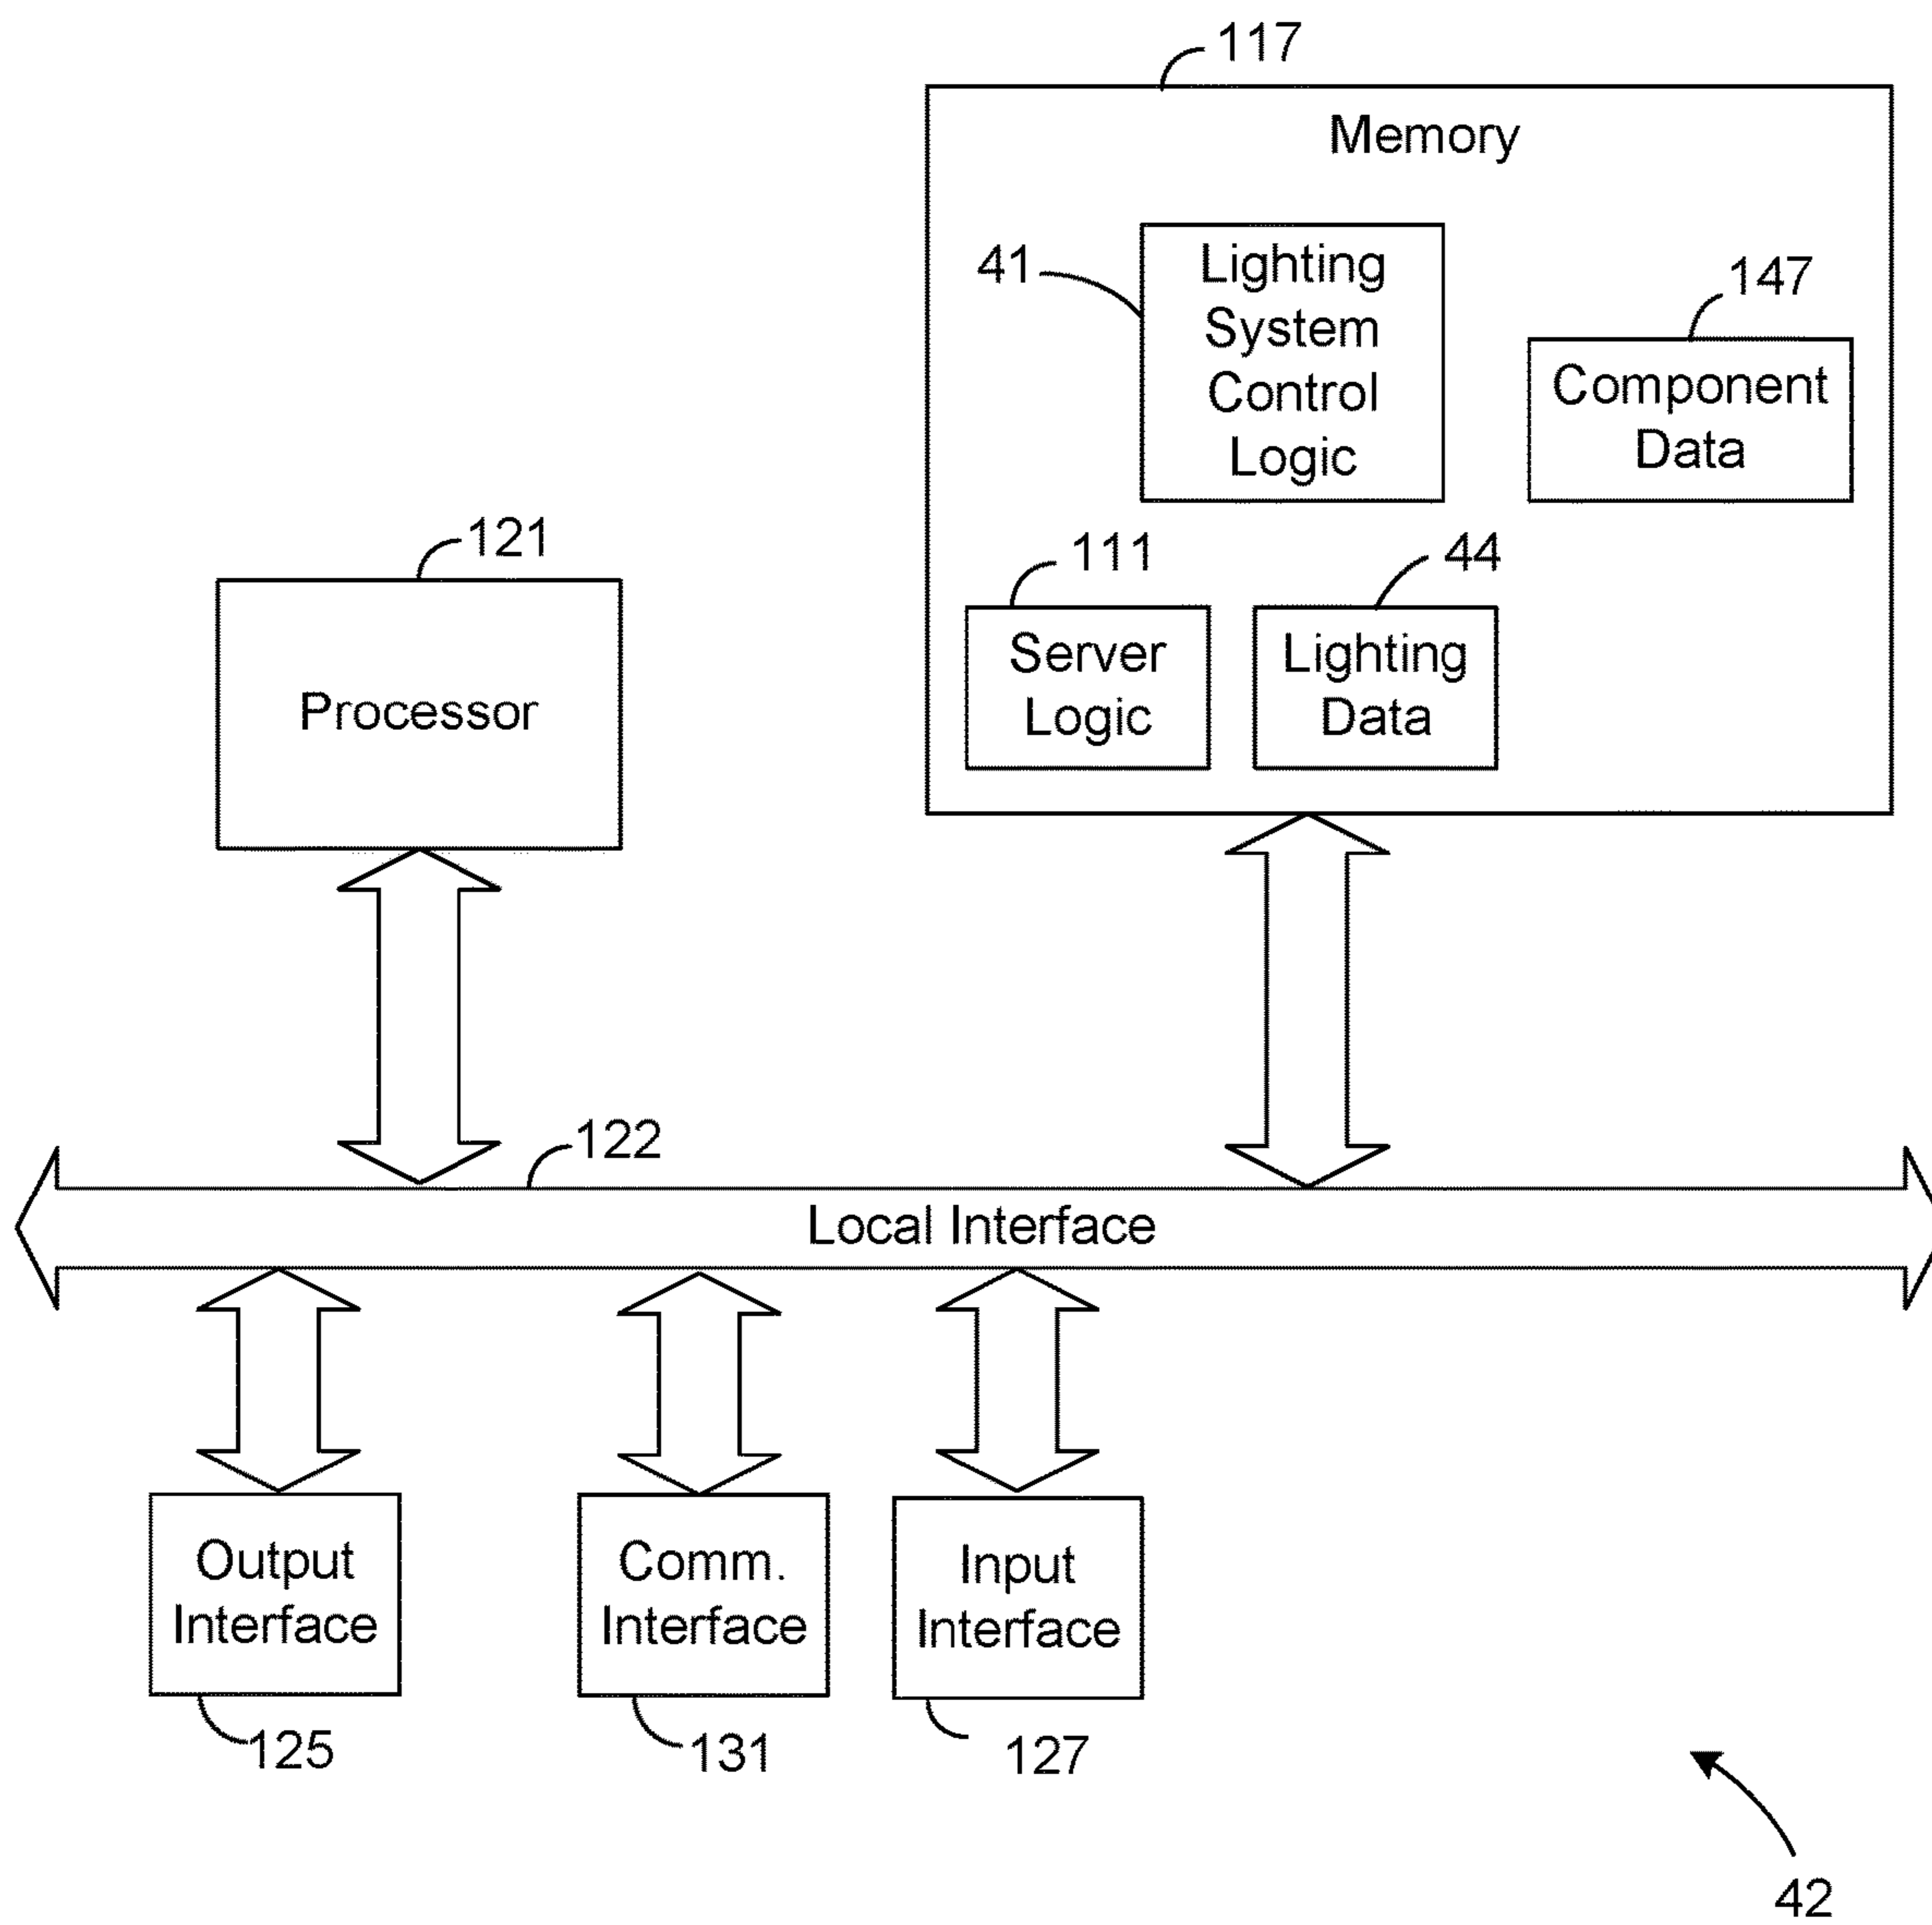 117
Memory
41
Lighting
System
Control
Logic
147
Component
Data
121
Processor
111
Server
Logic
44
Lighting
Data
122
Local Interface
Output
Interface
125
Comm.
Interface
131
Input
Interface
127
42